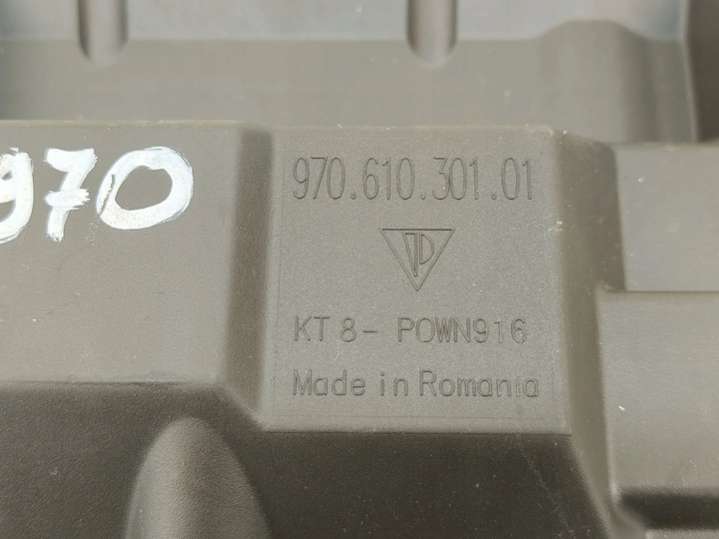 970
970.610.301.01
KT 8- POWN916
Made in Romania